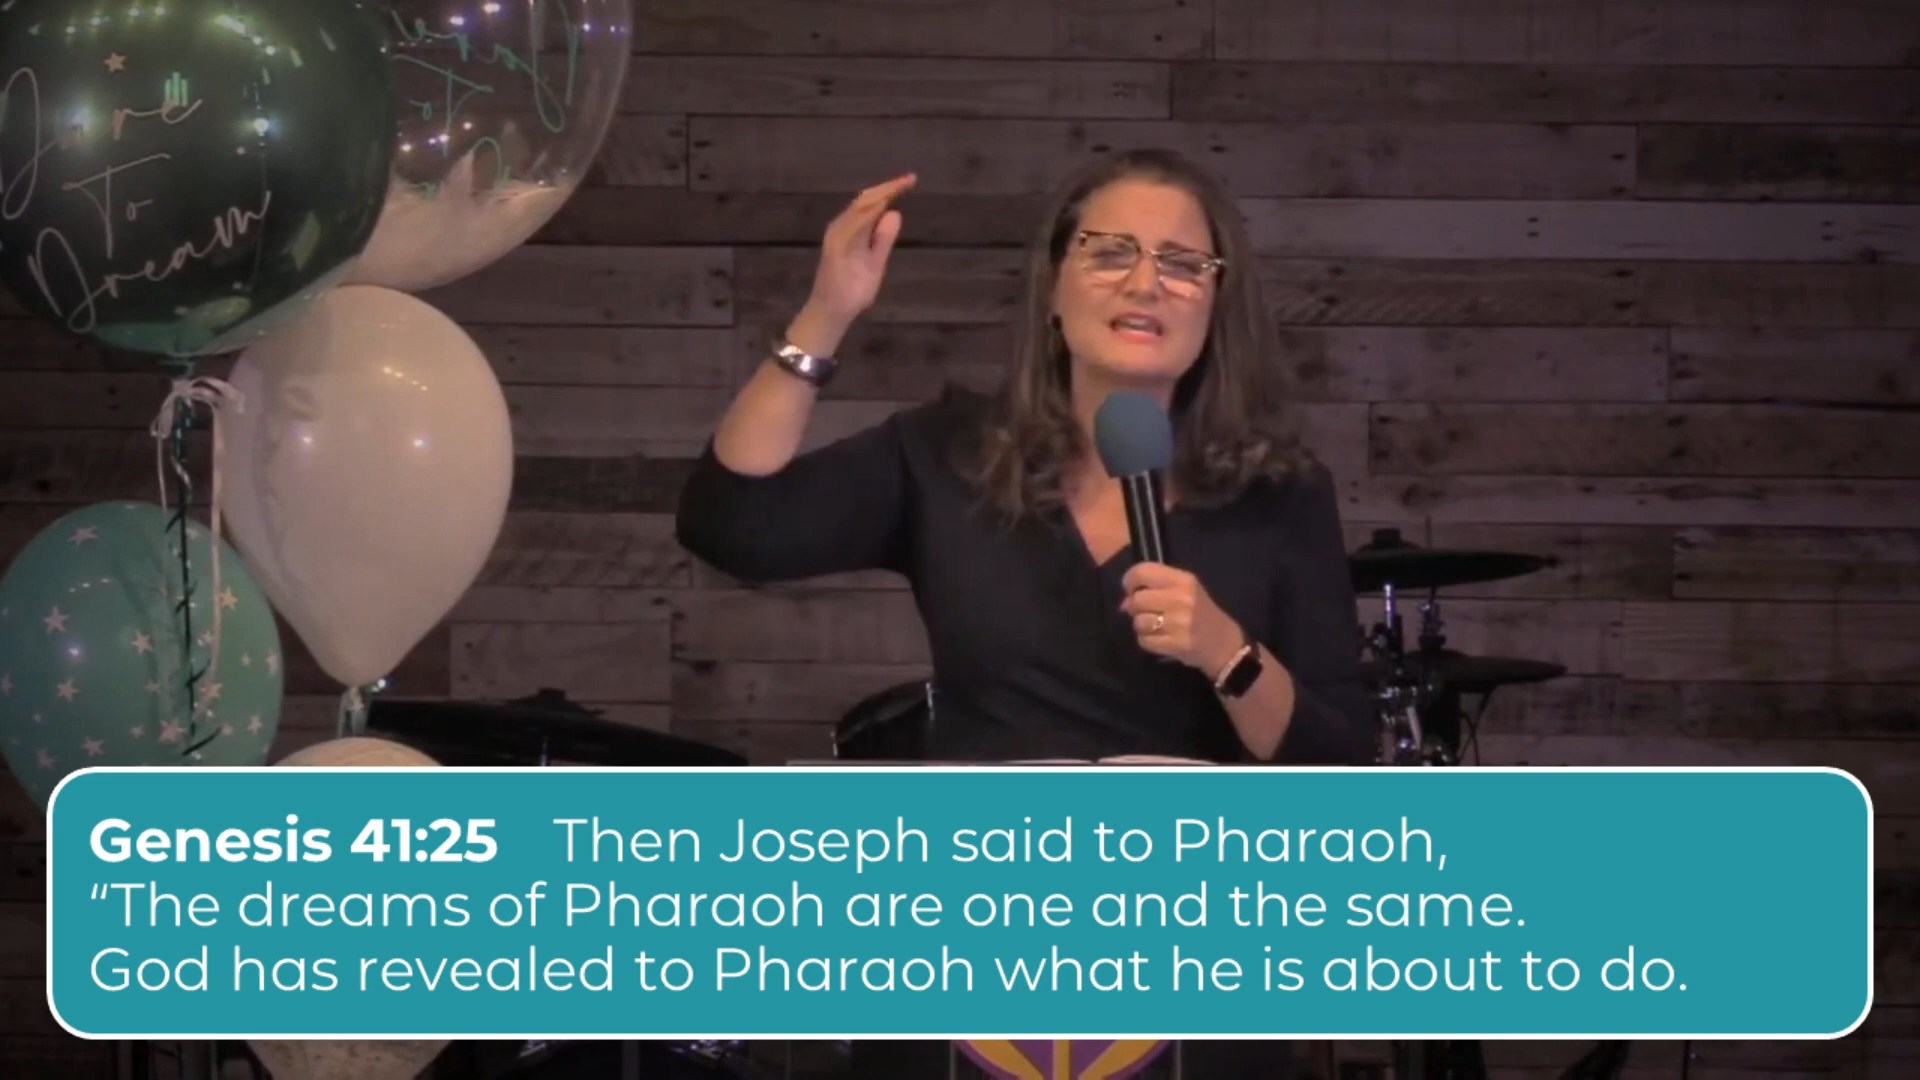 Dare
To
Dream
Genesis 41:25 Then Joseph said to Pharaoh,
“The dreams of Pharaoh are one and the same.
God has revealed to Pharaoh what he is about to do.